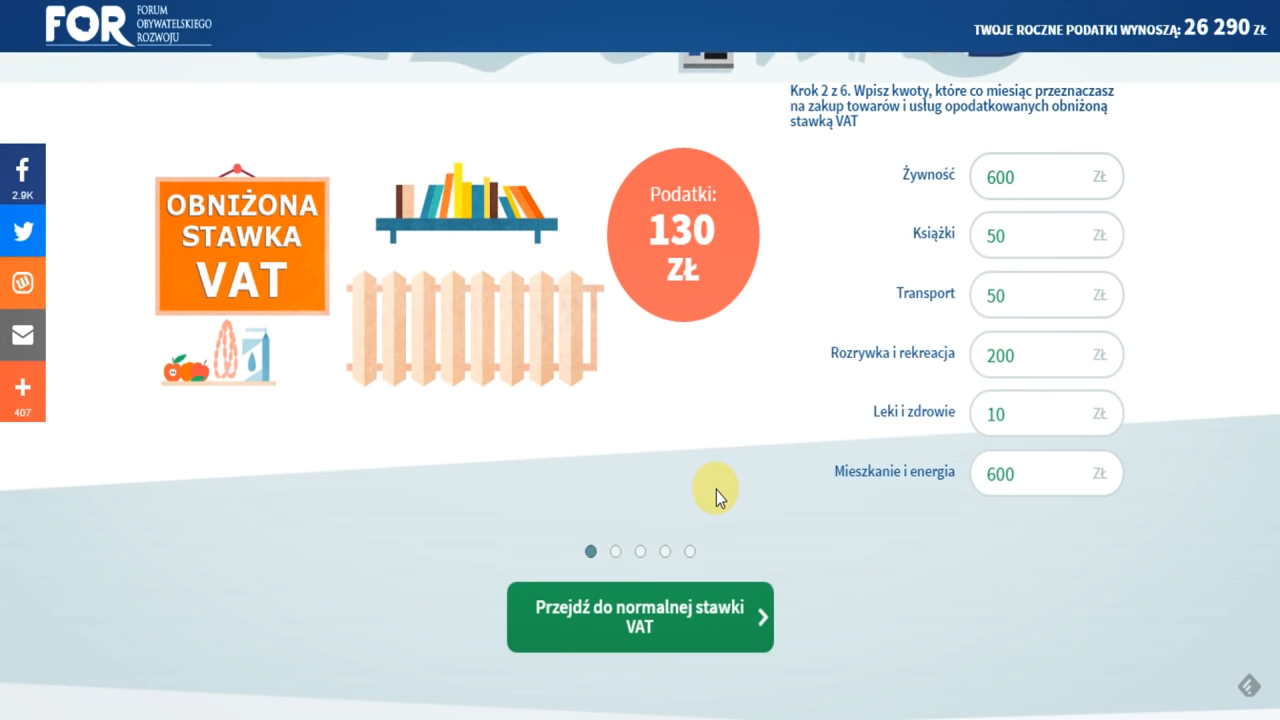 FOR
FORUM
OBYWATELSKIEGO
ROZWOJU
TWOJE ROCZNE PODATKI WYNOSZĄ: 26 290 ZŁ
Krok 2 z 6. Wpisz kwoty, które co miesiąc przeznaczasz
na zakup towarów i usług opodatkowanych obniżoną
stawką VAT
2.9K
407
OBNIŻONA
STAWKA
VAT
Podatki:
130
ZŁ
Żywność 600 ZŁ
Książki 50 ZŁ
Transport 50 ZŁ
Rozrywka i rekreacja 200 ZŁ
Leki i zdrowie 10 ZŁ
Mieszkanie i energia 600 ZŁ
Przejdź do normalnej stawki
VAT